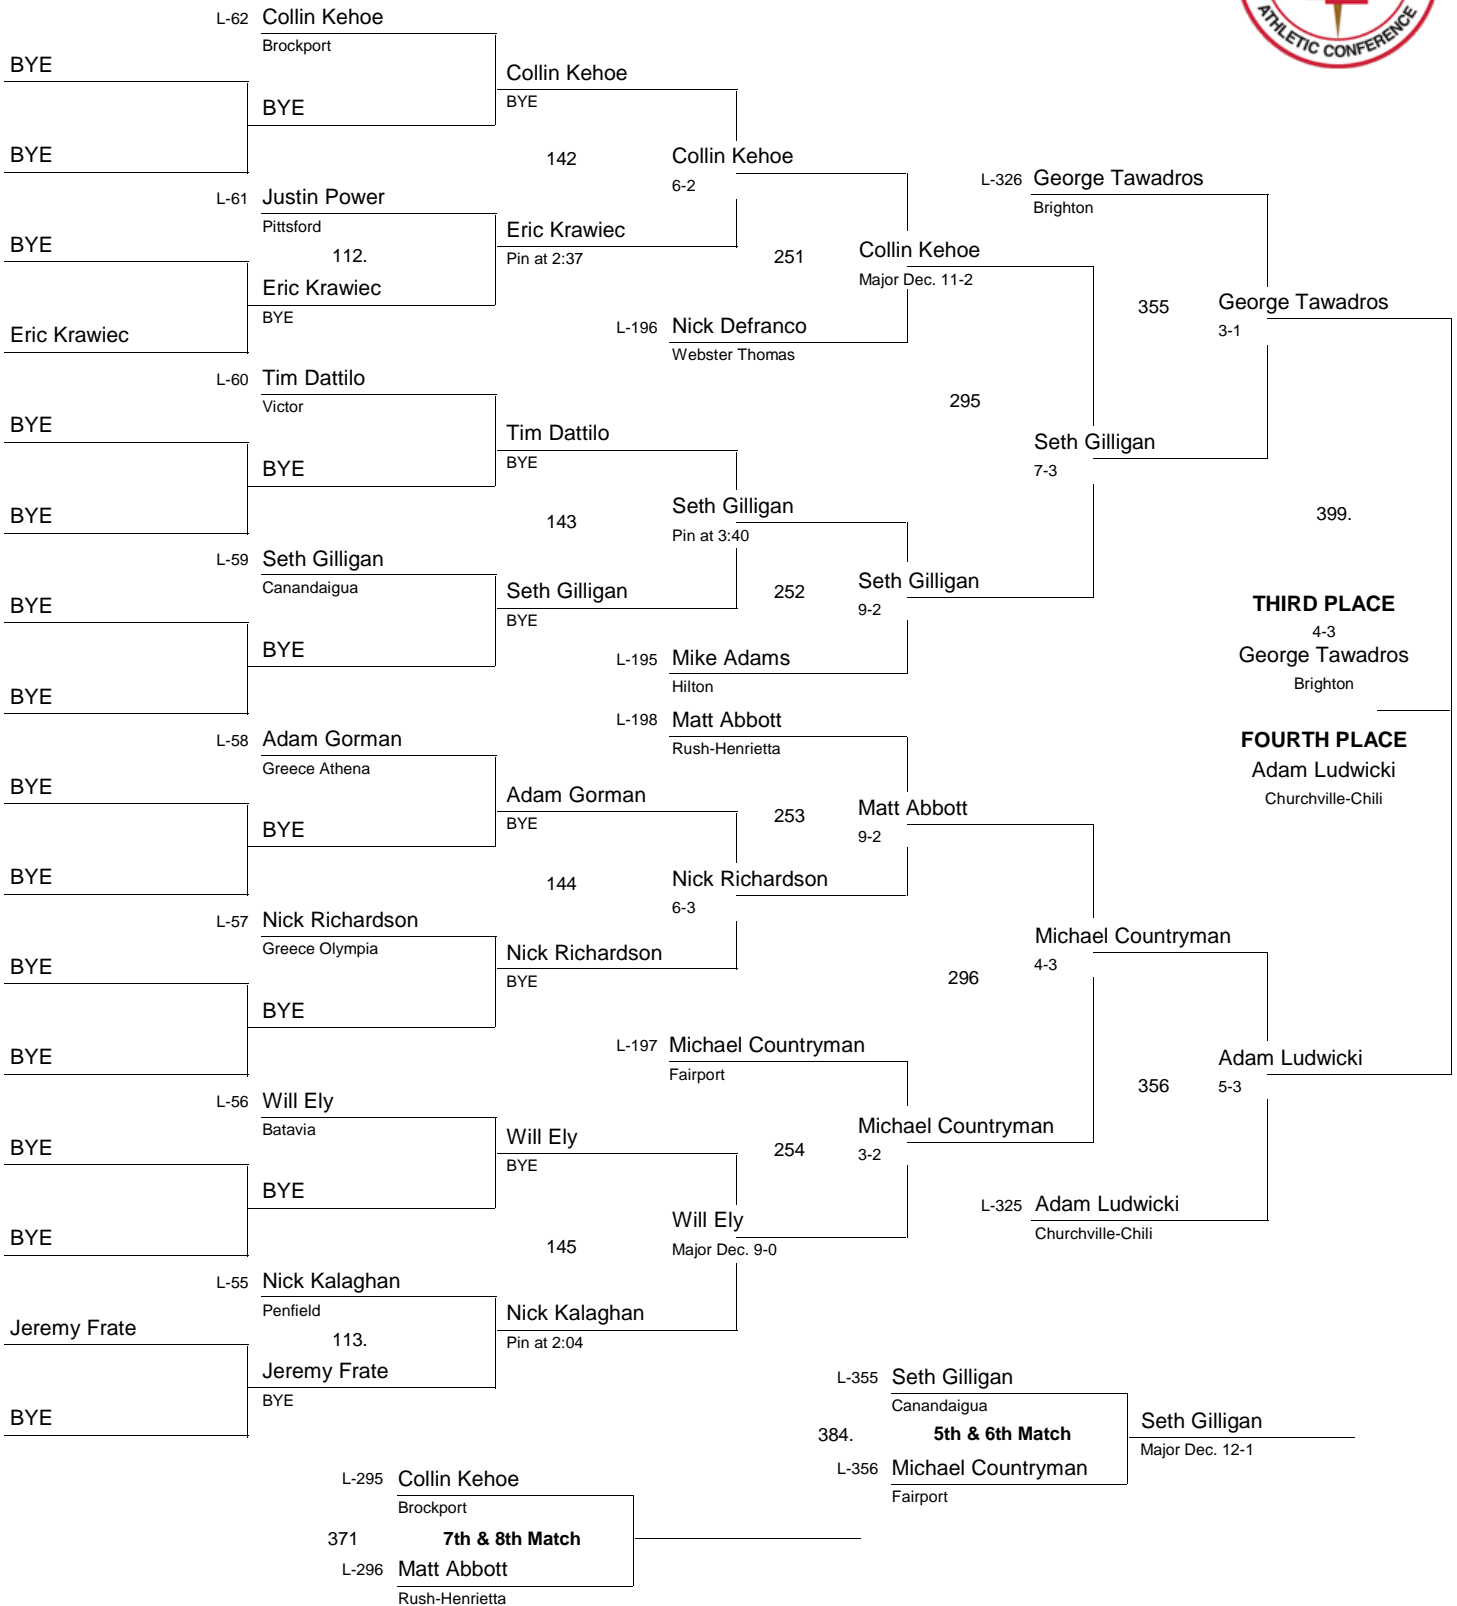 ATHLETIC CONFERENCE
L-62 Collin Kehoe
Brockport
BYE
Collin Kehoe
BYE
BYE
BYE
142
Collin Kehoe
6-2
L-326 George Tawadros
Brighton
L-61 Justin Power
Pittsford
BYE
112.
Eric Krawiec
Pin at 2:37
251
Collin Kehoe
Major Dec. 11-2
Eric Krawiec
BYE
355
George Tawadros
3-1
Eric Krawiec
L-196 Nick Defranco
Webster Thomas
L-60 Tim Dattilo
Victor
295
BYE
Tim Dattilo
BYE
Seth Gilligan
7-3
BYE
BYE
143
Seth Gilligan
Pin at 3:40
399.
L-59 Seth Gilligan
Canandaigua
BYE
Seth Gilligan
BYE
252
Seth Gilligan
9-2
THIRD PLACE
4-3
George Tawadros
Brighton
BYE
L-195 Mike Adams
Hilton
BYE
L-198 Matt Abbott
Rush-Henrietta
L-58 Adam Gorman
Greece Athena
FOURTH PLACE
Adam Ludwicki
Churchville-Chili
BYE
Adam Gorman
BYE
253
Matt Abbott
9-2
BYE
BYE
144
Nick Richardson
6-3
L-57 Nick Richardson
Greece Olympia
BYE
Nick Richardson
BYE
296
Michael Countryman
4-3
BYE
BYE
L-197 Michael Countryman
Fairport
Adam Ludwicki
5-3
356
L-56 Will Ely
Batavia
BYE
Will Ely
BYE
254
Michael Countryman
3-2
BYE
BYE
145
Will Ely
Major Dec. 9-0
L-325 Adam Ludwicki
Churchville-Chili
L-55 Nick Kalaghan
Penfield
Jeremy Frate
113.
Nick Kalaghan
Pin at 2:04
Jeremy Frate
BYE
BYE
L-355 Seth Gilligan
Canandaigua
384.
5th & 6th Match
Seth Gilligan
Major Dec. 12-1
L-356 Michael Countryman
Fairport
L-295 Collin Kehoe
Brockport
371
7th & 8th Match
L-296 Matt Abbott
Rush-Henrietta